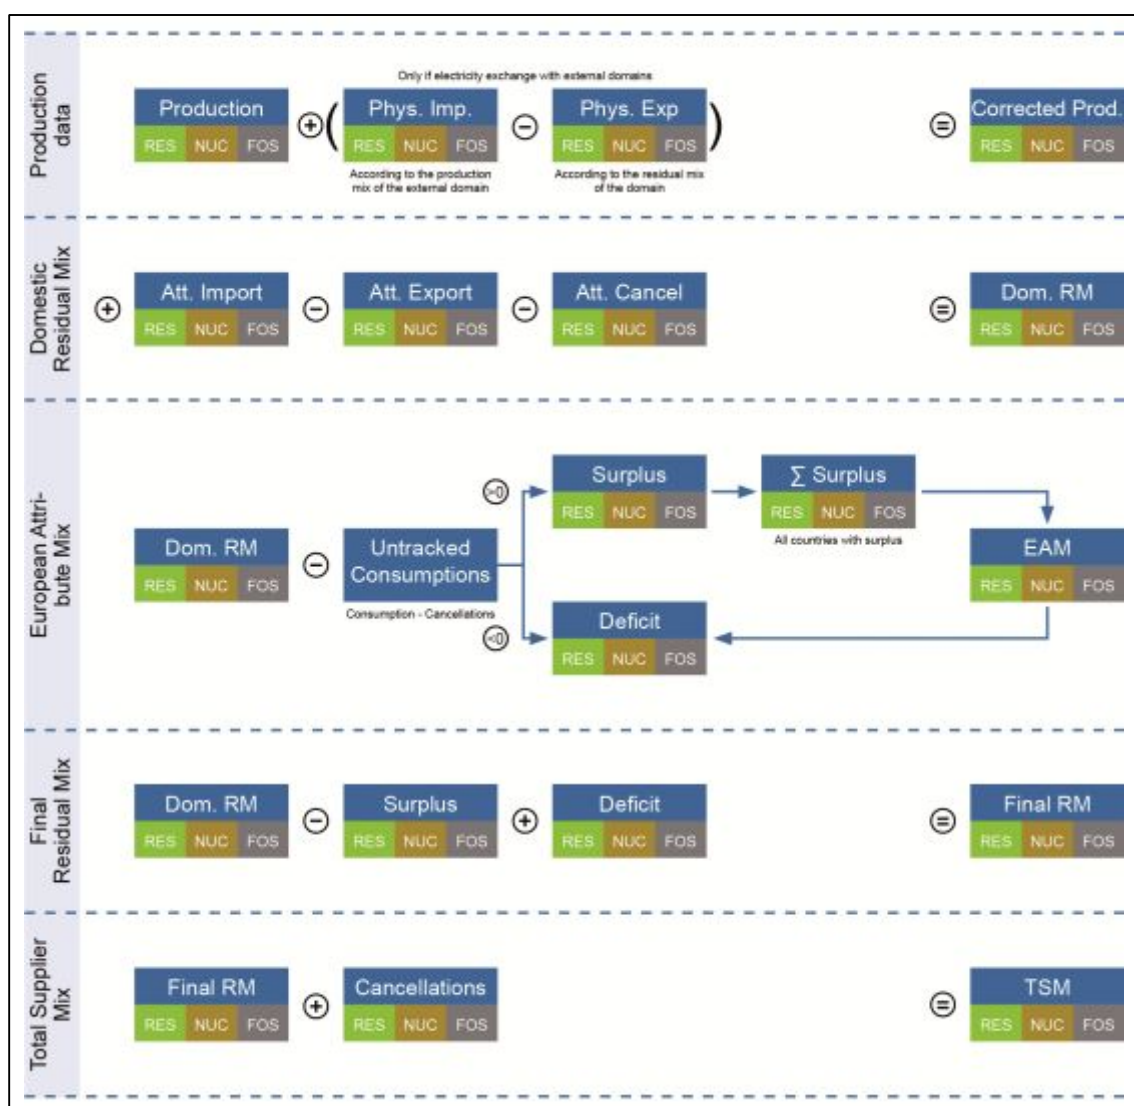 Production
data
Only if electricity exchange with external domains
Production
RES NUC FOS
+
(
Phys. Imp.
RES NUC FOS
According to the production
mix of the external domain
−
Phys. Exp
RES NUC FOS
According to the residual mix
of the domain
)
=
Corrected Prod.
RES NUC FOS
Domestic
Residual Mix
+
Att. Import
RES NUC FOS
−
Att. Export
RES NUC FOS
−
Att. Cancel
RES NUC FOS
=
Dom. RM
RES NUC FOS
European Attri-
bute Mix
Dom. RM
RES NUC FOS
−
Untracked
Consumptions
Consumption - Cancellations
>0
Surplus
RES NUC FOS
∑ Surplus
RES NUC FOS
All countries with surplus
EAM
RES NUC FOS
<0
Deficit
RES NUC FOS
Final
Residual Mix
Dom. RM
RES NUC FOS
−
Surplus
RES NUC FOS
+
Deficit
RES NUC FOS
=
Final RM
RES NUC FOS
Total Supplier
Mix
Final RM
RES NUC FOS
+
Cancellations
RES NUC FOS
=
TSM
RES NUC FOS